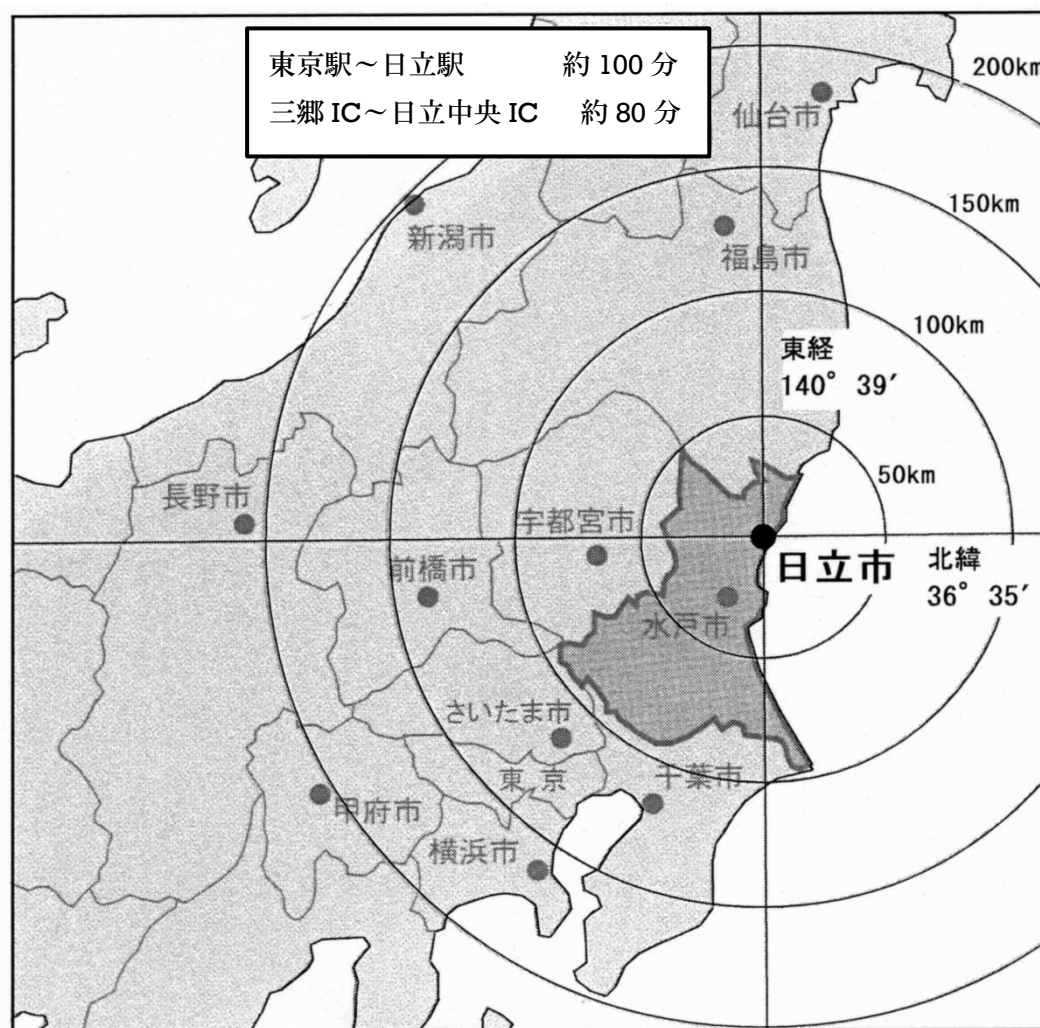 東京駅～日立駅　約 100 分
三郷 IC～日立中央 IC　約 80 分
200km
仙台市
150km
新潟市
福島市
100km
東経
140° 39′
50km
長野市
宇都宮市
前橋市
日立市
北緯
36° 35′
水戸市
さいたま市
東 京
千葉市
甲府市
横浜市